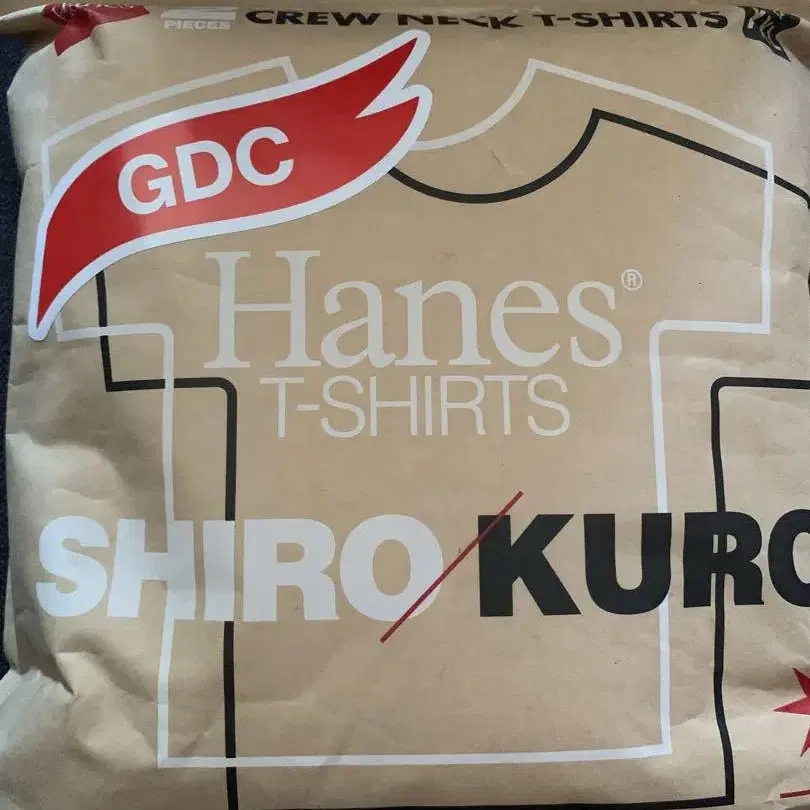 PIECES CREW NECK T-SHIRTS
GDC
Hanes®
T-SHIRTS
SHIRO/KURO